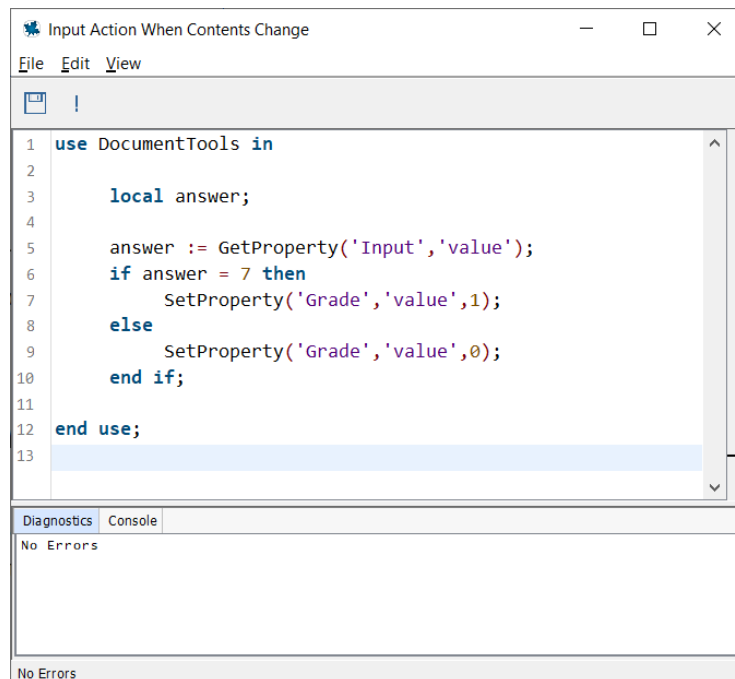 Input Action When Contents Change
File Edit View
!
1 use DocumentTools in
2
3 local answer;
4
5 answer := GetProperty('Input','value');
6 if answer = 7 then
7 SetProperty('Grade','value',1);
8 else
9 SetProperty('Grade','value',0);
10 end if;
11
12 end use;
13
Diagnostics Console
No Errors
No Errors